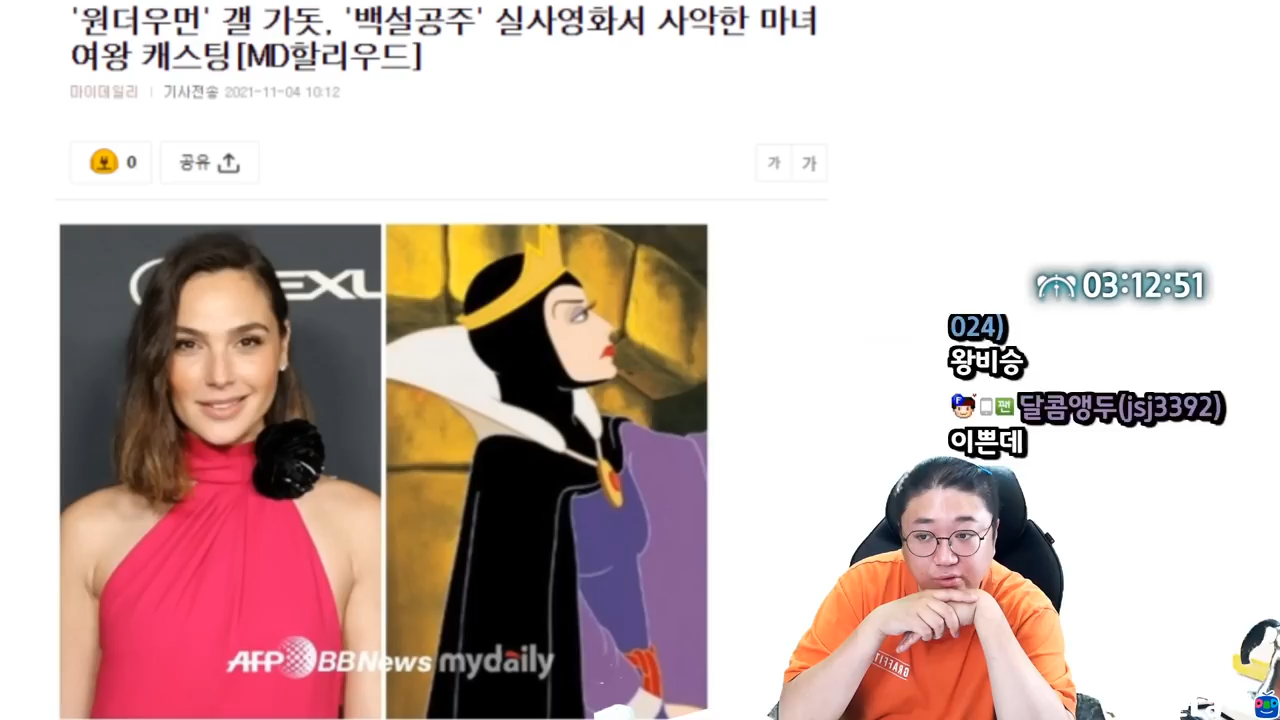 '원더우먼' 갤 가돗, '백설공주' 실사영화서 사악한 마녀
여왕 캐스팅[MD할리우드]
마이데일리 | 기사전송 2021-11-04 10:12
0 공유
가 가
EXU
AFP BBNews mydaily
03:12:51
024)
왕비승
달콤앵두(jsj3392)
이쁜데
GRAFFIT